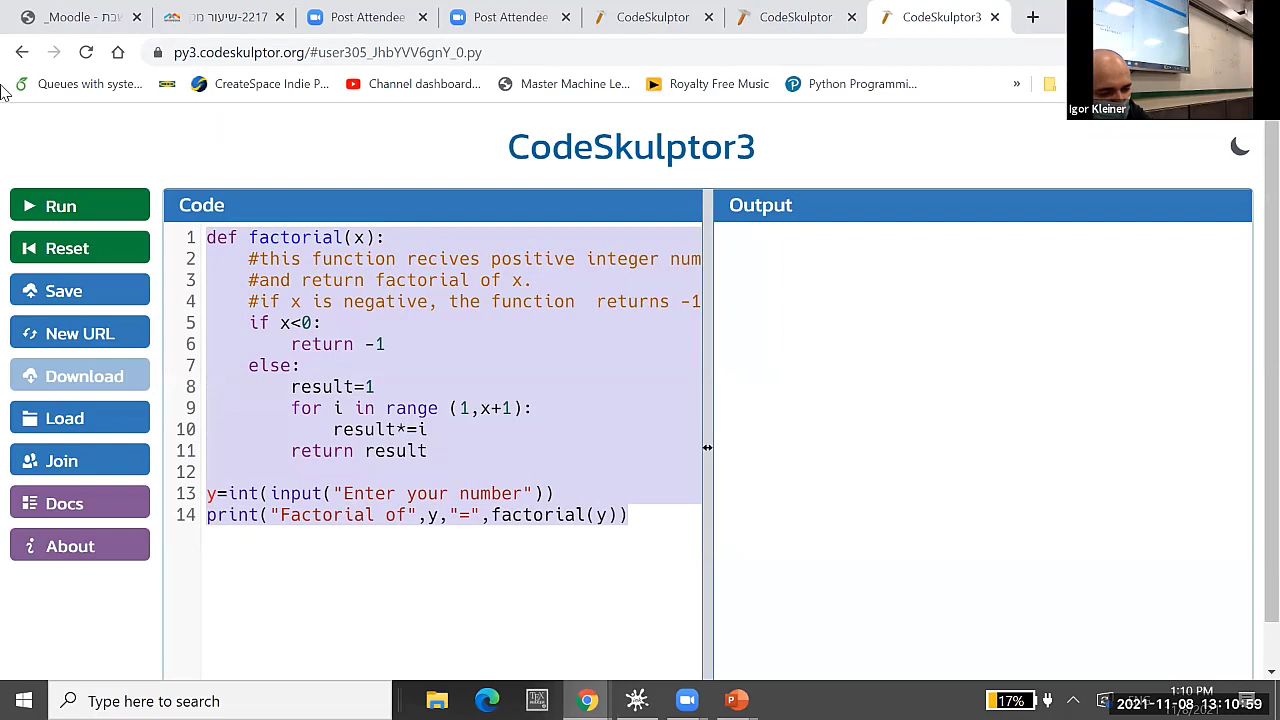 _Moodle - שבת
2217-שיעור מק
Post Attendee
Post Attendee
CodeSkulptor
CodeSkulptor
CodeSkulptor3
py3.codeskulptor.org/#user305_JhbYVV6gnY_0.py
Queues with syste...
CreateSpace Indie P...
Channel dashboard...
Master Machine Le...
Royalty Free Music
Python Programmi...
»
Igor Kleiner
CodeSkulptor3
Run
Reset
Save
New URL
Download
Load
Join
Docs
About
Code
1 def factorial(x):
2 #this function recives positive integer num
3 #and return factorial of x.
4 #if x is negative, the function  returns -1
5 if x<0:
6 return -1
7 else:
8 result=1
9 for i in range (1,x+1):
10 result*=i
11 return result
12
13 y=int(input("Enter your number"))
14 print("Factorial of",y,"=",factorial(y))
Output
Type here to search
17%
1:10 PM
2021-11-08 13:10:59